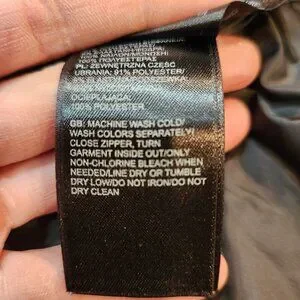 100% ΠΟΛΥΕΣΤΕΡΑΣ
PL: ZEWNĘTRZNA CZĘŚĆ
UBRANIA: 91% POLYESTER/
100% POLYESTER
GB: MACHINE WASH COLD/
WASH COLORS SEPARATELY/
CLOSE ZIPPER, TURN
GARMENT INSIDE OUT/ONLY
NON-CHLORINE BLEACH WHEN
NEEDED/LINE DRY OR TUMBLE
DRY LOW/DO NOT IRON/DO NOT
DRY CLEAN